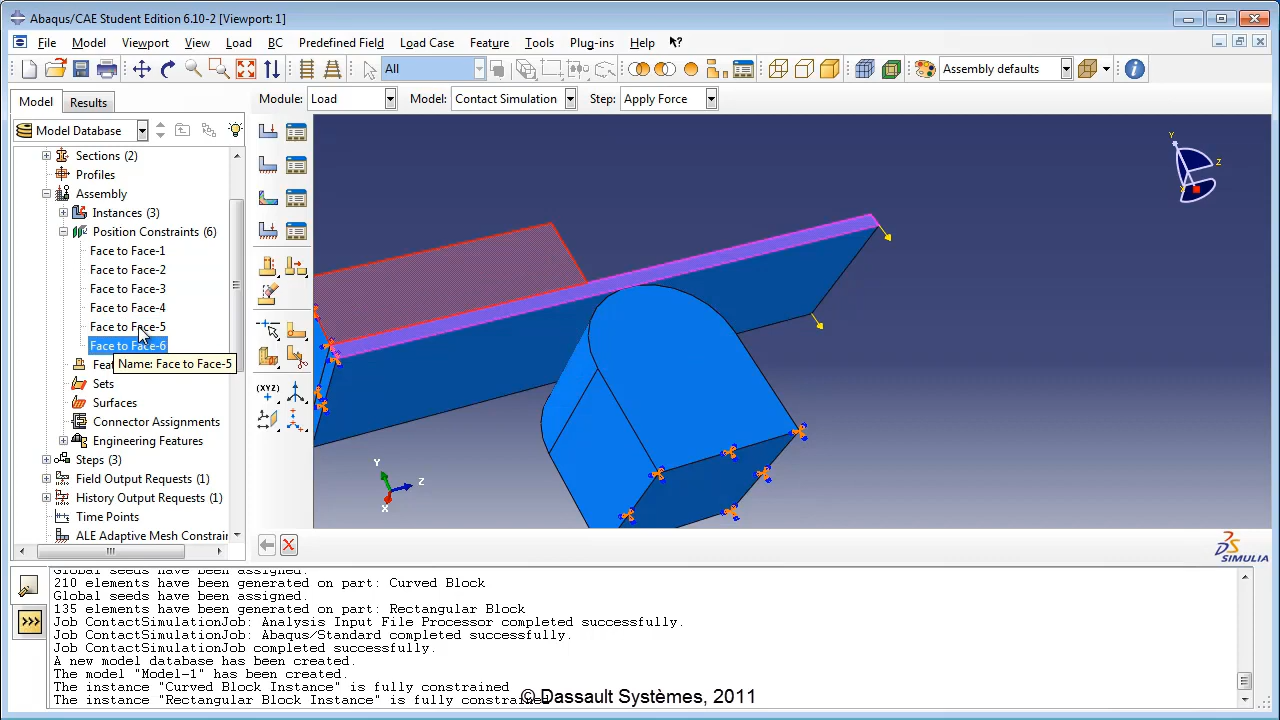 Abaqus/CAE Student Edition 6.10-2 [Viewport: 1]
File Model Viewport View Load BC Predefined Field Load Case Feature Tools Plug-ins Help
All
Assembly defaults
Model Results
Module: Load Model: Contact Simulation Step: Apply Force
Model Database
Sections (2)
Profiles
Assembly
Instances (3)
Position Constraints (6)
Face to Face-1
Face to Face-2
Face to Face-3
Face to Face-4
Face to Face-5
Face to Face-6
Name: Face to Face-5
Feat
Sets
Surfaces
Connector Assignments
Engineering Features
Steps (3)
Field Output Requests (1)
History Output Requests (1)
Time Points
ALE Adaptive Mesh Constrain
(XYZ)
Y
Z
X
Y
Z
SIMULIA
Global seeds have been assigned.
210 elements have been generated on part: Curved Block
Global seeds have been assigned.
135 elements have been generated on part: Rectangular Block
Job ContactSimulationJob: Analysis Input File Processor completed successfully.
Job ContactSimulationJob: Abaqus/Standard completed successfully.
Job ContactSimulationJob completed successfully.
A new model database has been created.
The model "Model-1" has been created.
The instance "Curved Block Instance" is fully constrained
The instance "Rectangular Block Instance" is fully constrained
© Dassault Systèmes, 2011